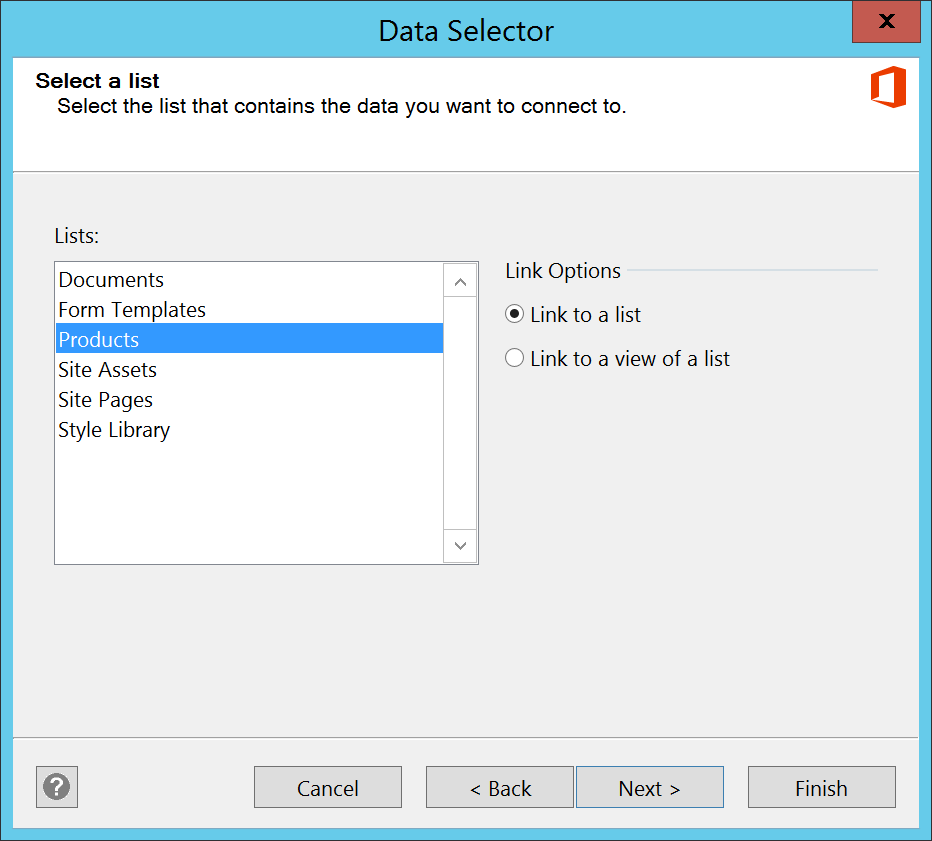 Data Selector
x
Select a list
Select the list that contains the data you want to connect to.
Lists:
Documents
Form Templates
Products
Site Assets
Site Pages
Style Library
Link Options
Link to a list
Link to a view of a list
?
Cancel
< Back
Next >
Finish